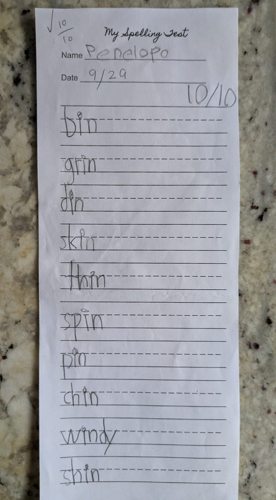 √ 10/10
My Spelling Test
Name Penelope
Date 9/29
10/10
bin
grin
din
skin
thin
spin
pin
chin
windy
shin